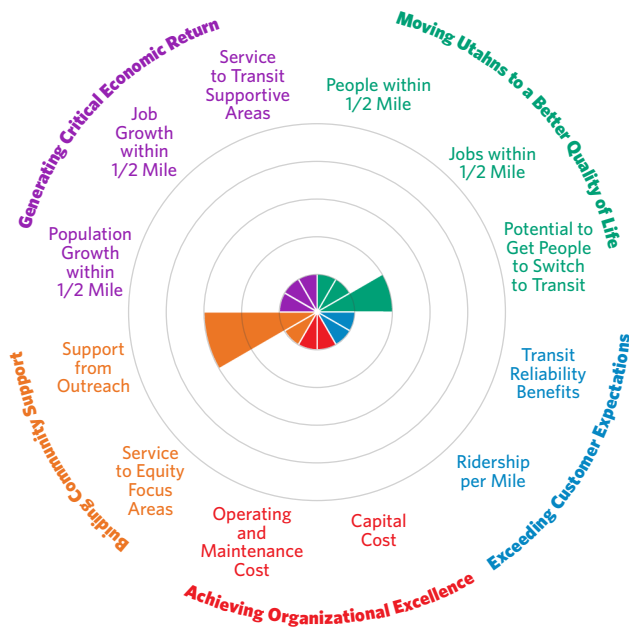 Generating Critical Economic Return
Moving Utahns to a Better Quality of Life
Service
to Transit
Supportive
Areas
People within
1/2 Mile
Job
Growth
within
1/2 Mile
Jobs within
1/2 Mile
Population
Growth
within
1/2 Mile
Potential to
Get People
to Switch
to Transit
Support
from
Outreach
Transit
Reliability
Benefits
Service
to Equity
Focus
Areas
Ridership
per Mile
Operating
and
Maintenance
Cost
Capital
Cost
Buiding Community Support
Exceeding Customer Expectations
Achieving Organizational Excellence